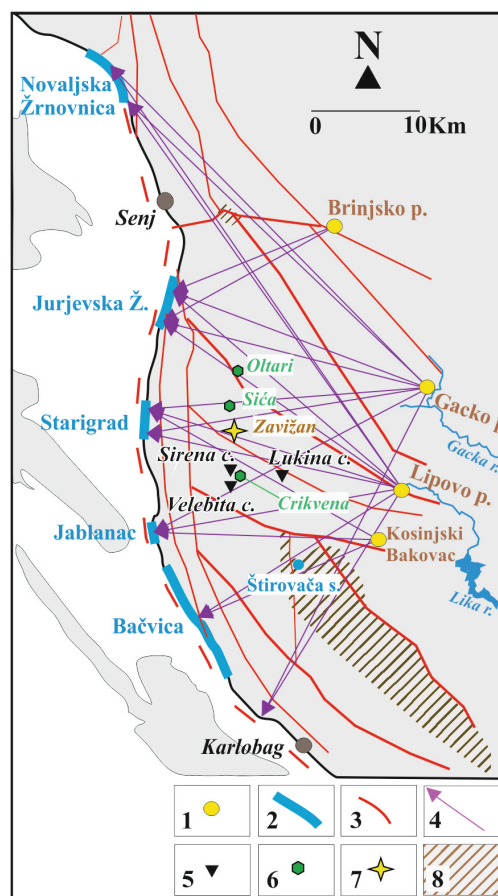 N
0 10Km
Novaljska
Žrnovnica
Senj
Brinjsko p.
Jurjevska Ž.
Oltari
Sića
Gacko p
Gacka r.
Starigrad
Zavižan
Sirena c.
Lukina c.
Lipovo p.
Velebita c.
Crikvena
Jablanac
Kosinjski
Bakovac
Štirovača s.
Lika r.
Bačvica
Karlobag
1 2 3 4
5 6 7 8